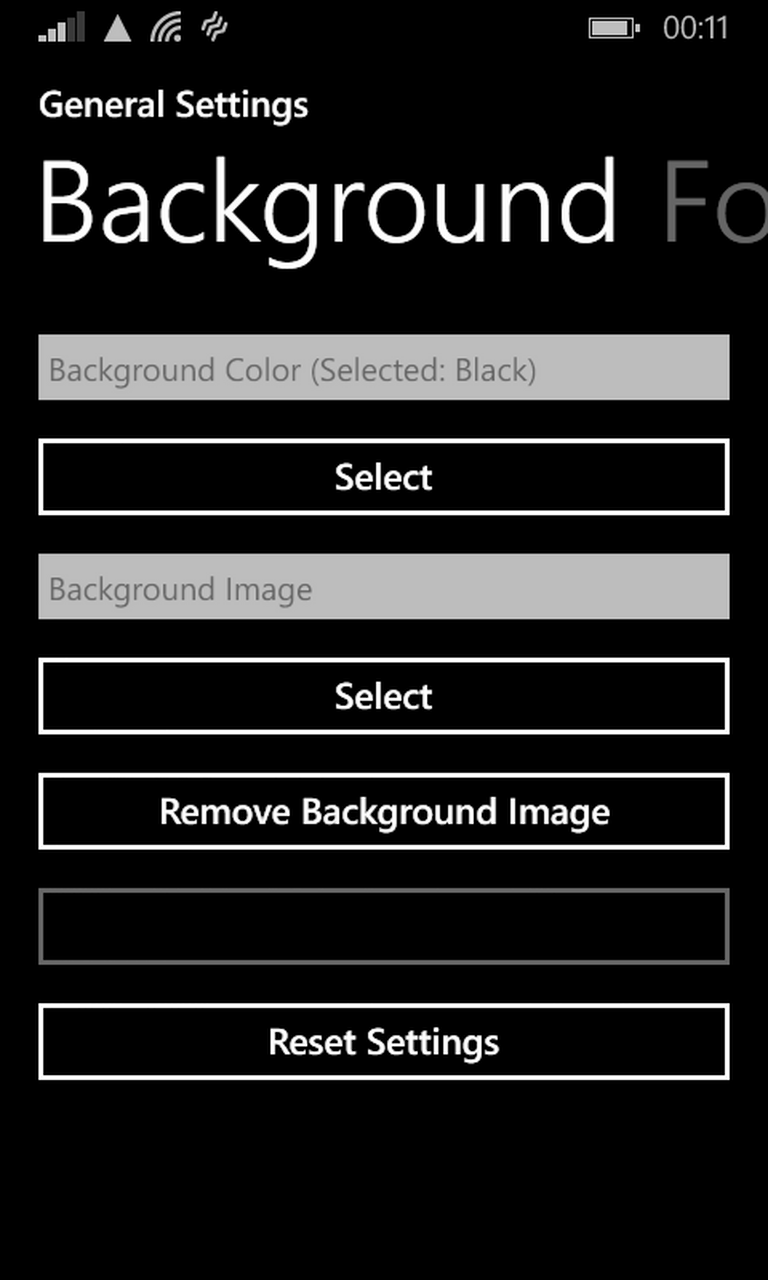 00:11
General Settings
Background Fo
Background Color (Selected: Black)
Select
Background Image
Select
Remove Background Image
Reset Settings